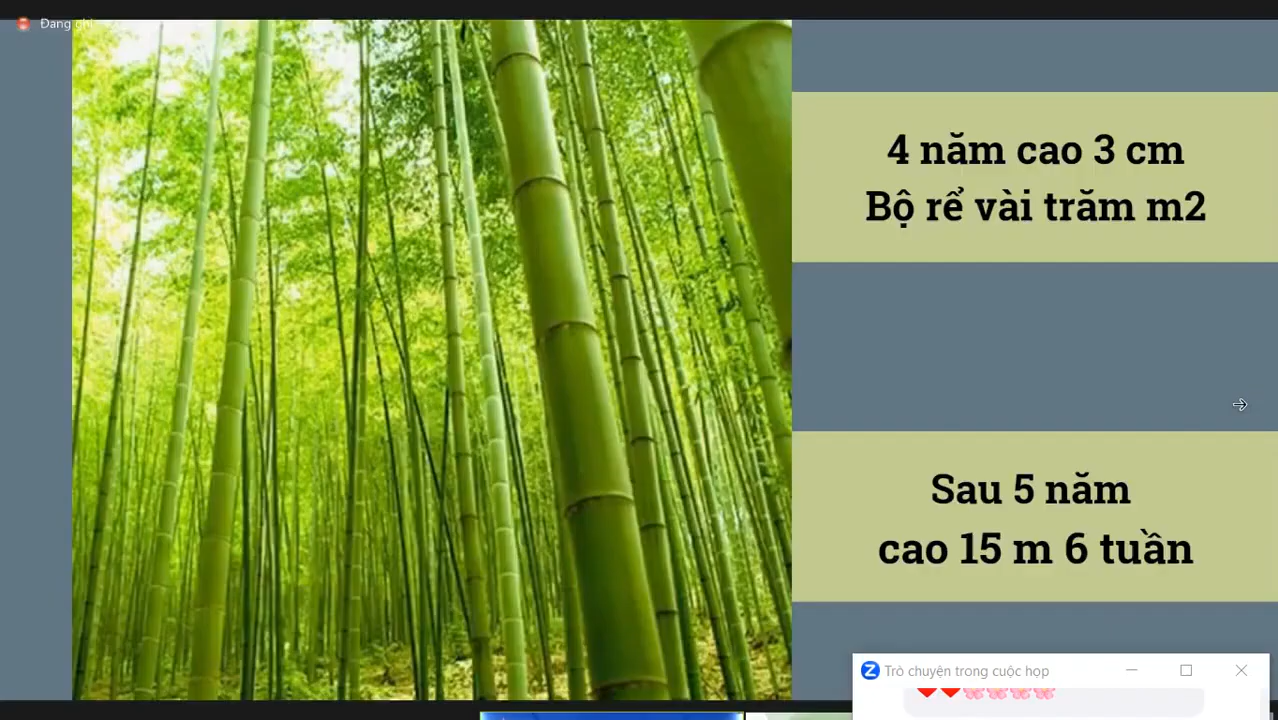 Đang ghi
4 năm cao 3 cm
Bộ rể vài trăm m2
Sau 5 năm
cao 15 m 6 tuần
Trò chuyện trong cuộc họp